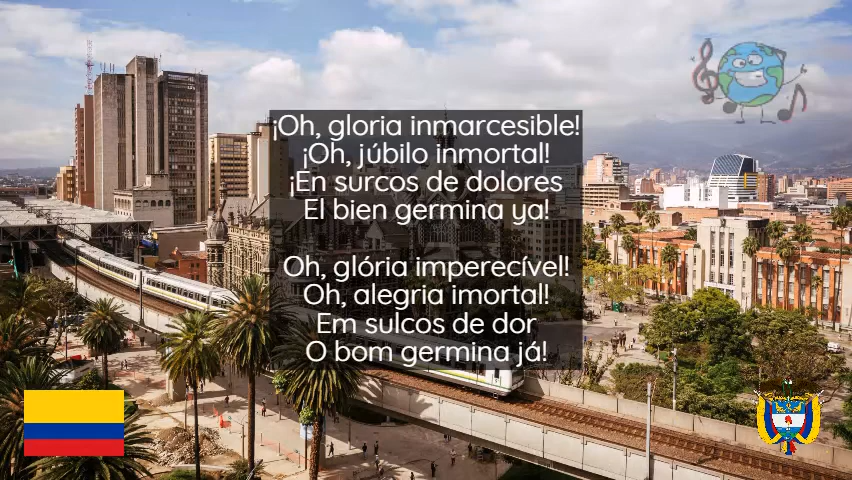 ¡Oh, gloria inmarcesible!
¡Oh, júbilo inmortal!
¡En surcos de dolores
El bien germina ya!
Oh, glória imperecível!
Oh, alegria imortal!
Em sulcos de dor
O bom germina já!